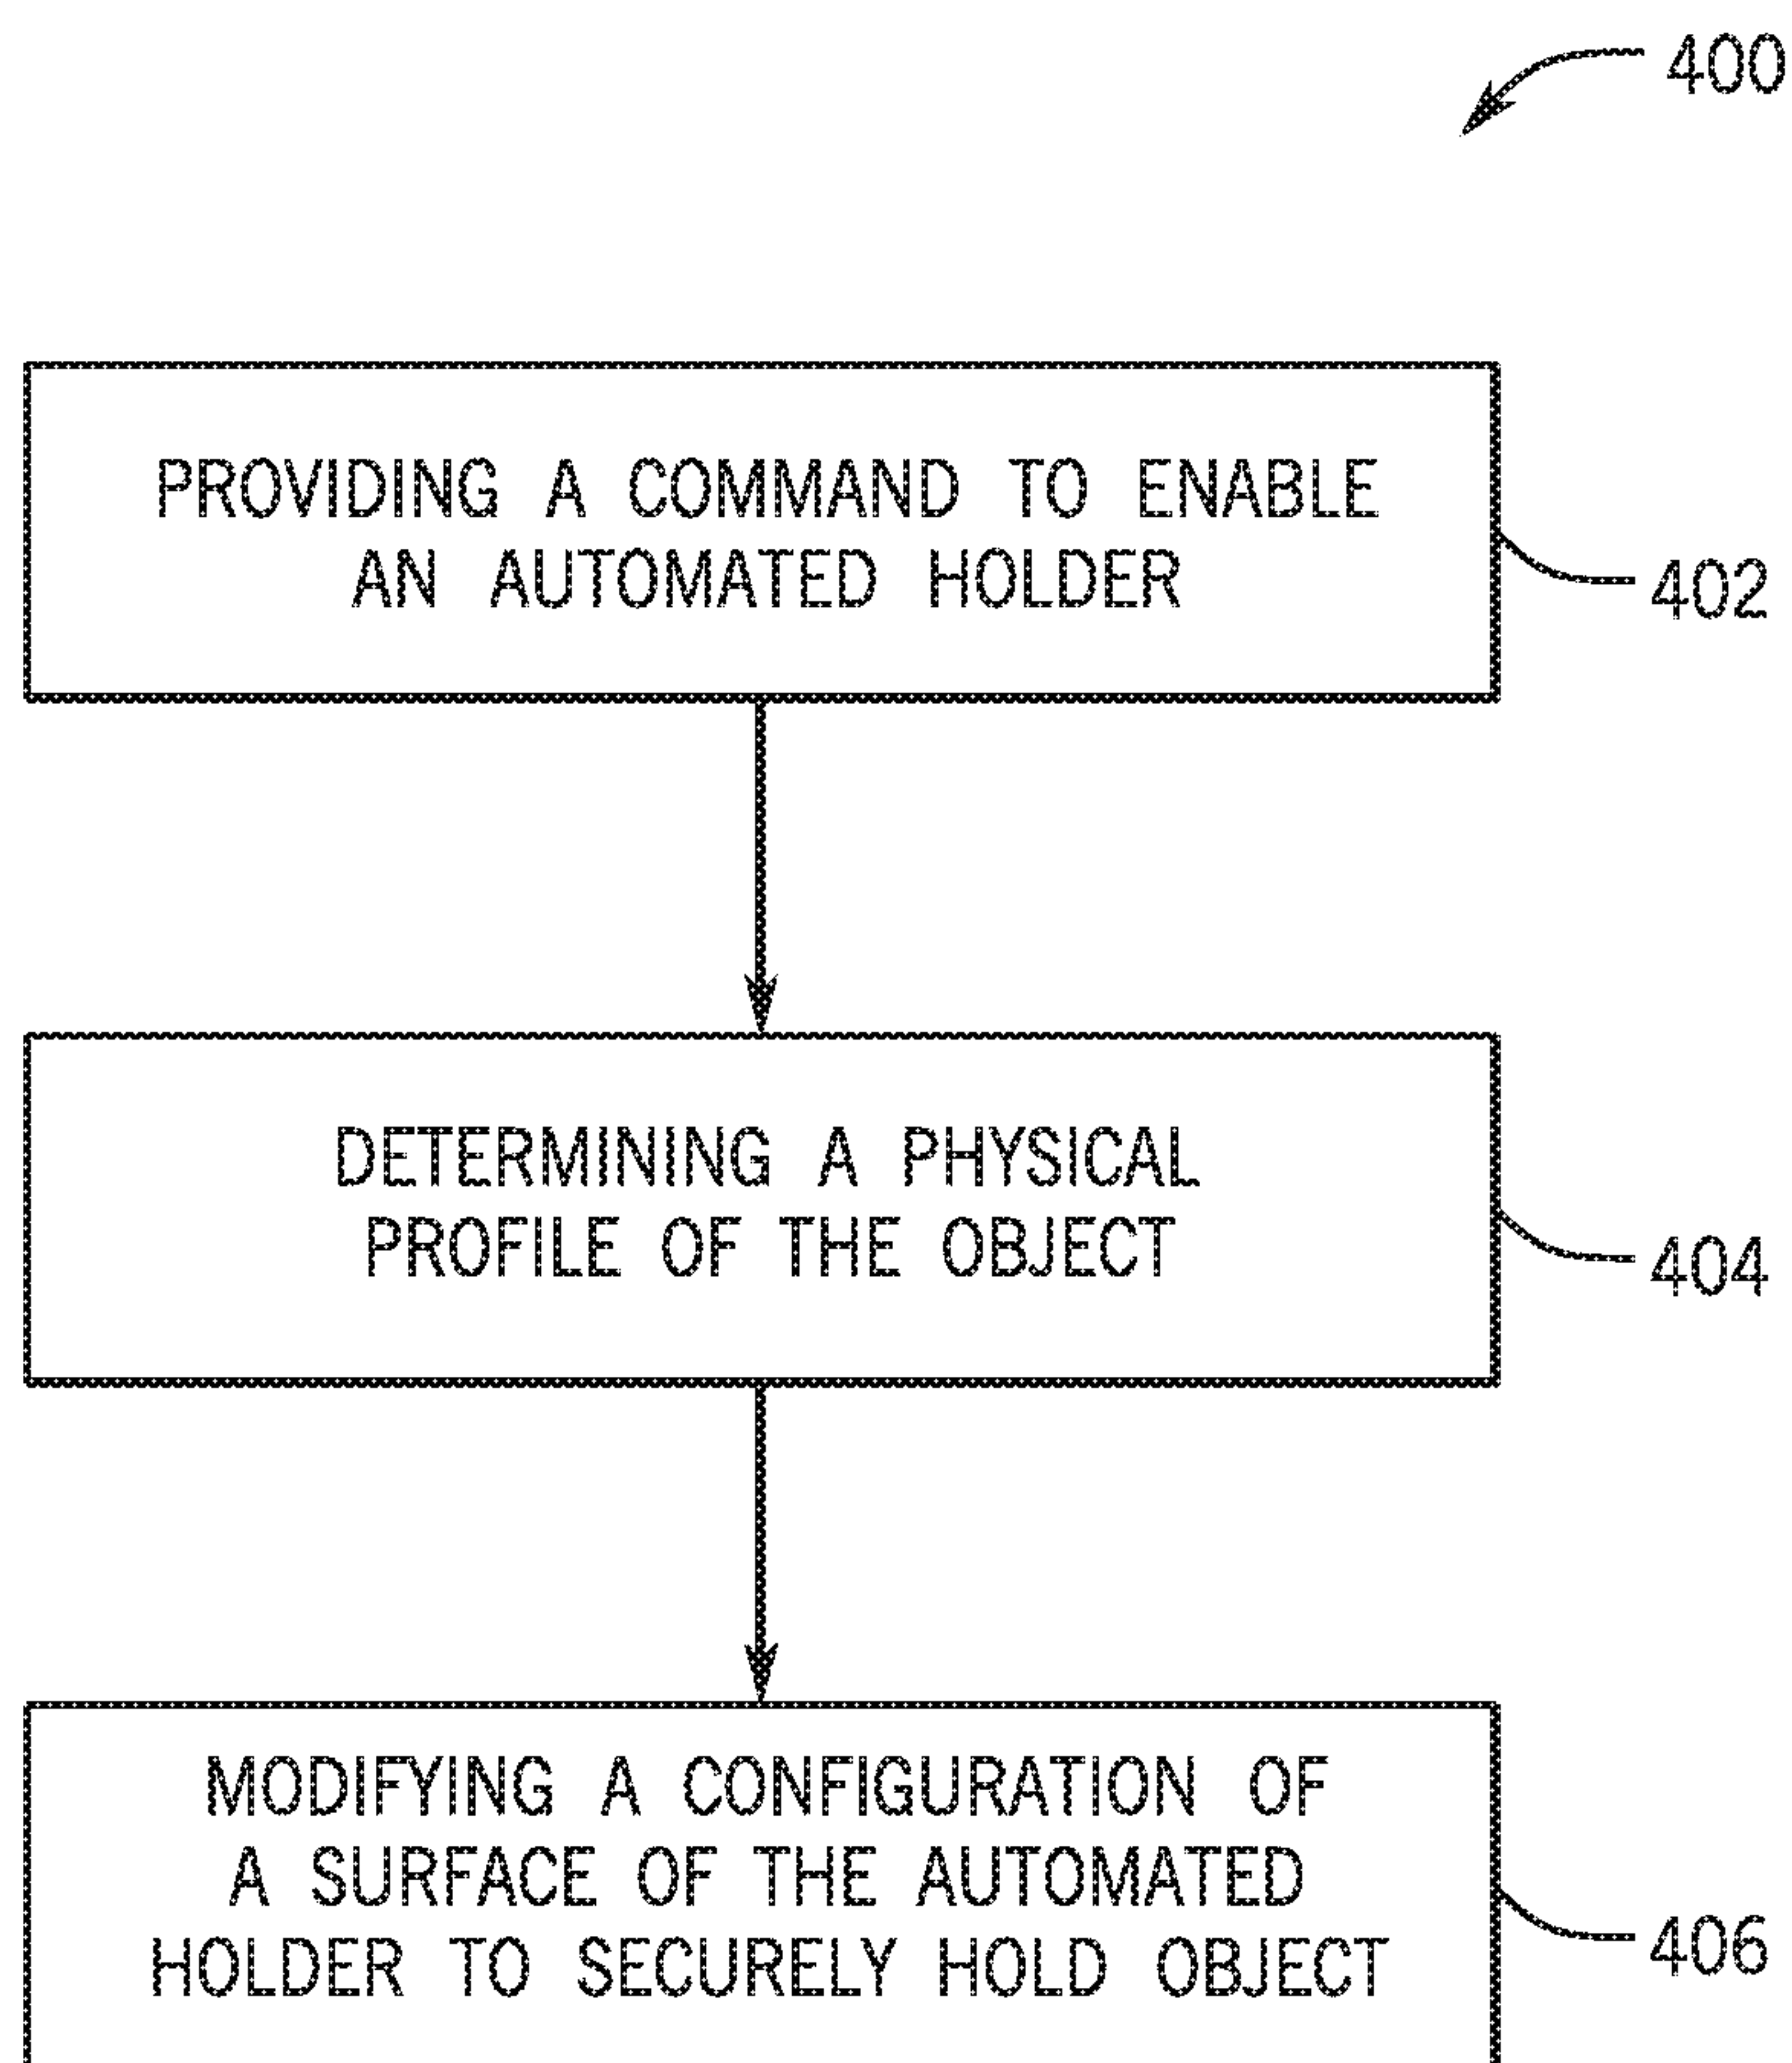 400
PROVIDING A COMMAND TO ENABLE
AN AUTOMATED HOLDER
402
DETERMINING A PHYSICAL
PROFILE OF THE OBJECT
404
MODIFYING A CONFIGURATION OF
A SURFACE OF THE AUTOMATED
HOLDER TO SECURELY HOLD OBJECT
406